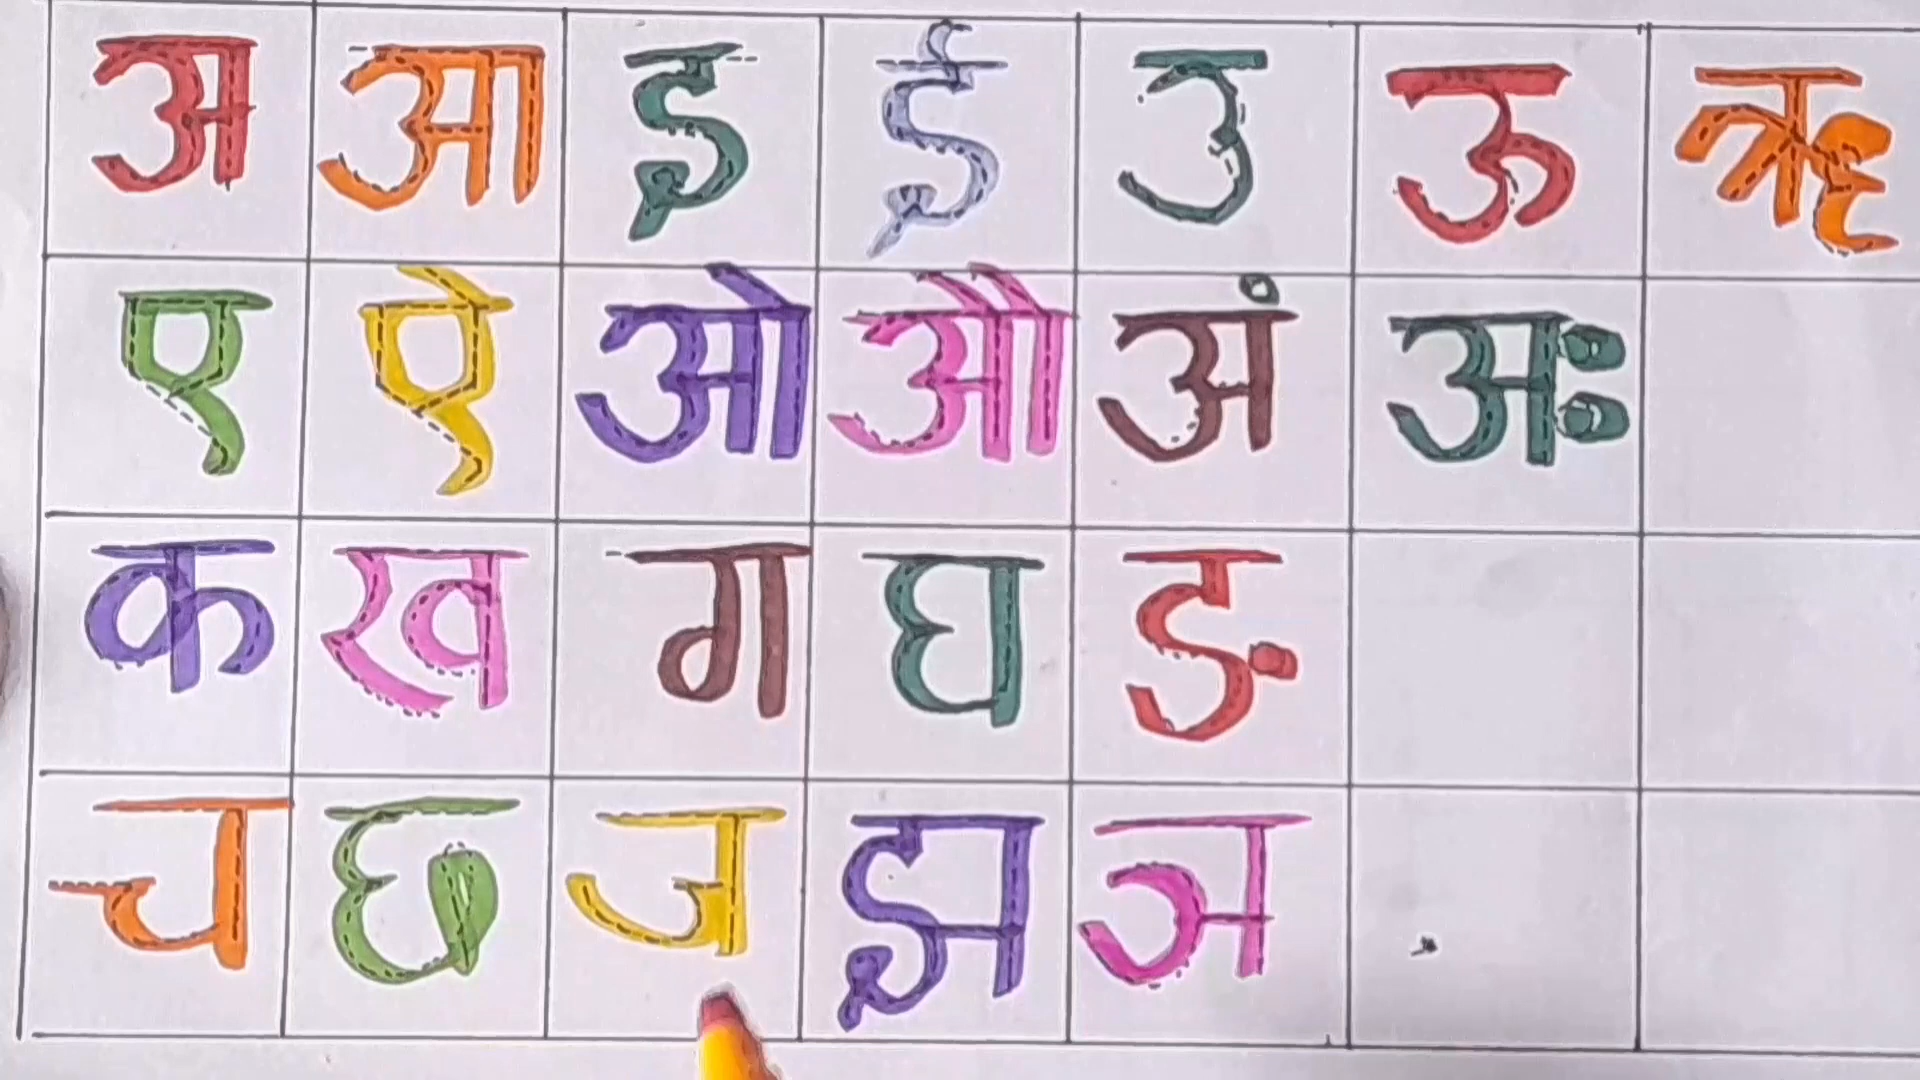 अ आ इ ई उ ऊ ऋ
ए ऐ ओ औ अं अः
क ख ग घ ङ
च छ ज झ ञ